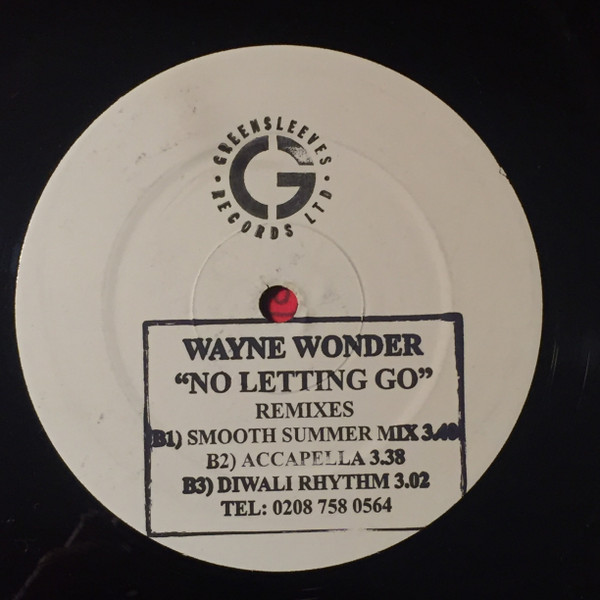 GREENSLEEVES
RECORDS LTD
G
WAYNE WONDER
"NO LETTING GO"
REMIXES
B1) SMOOTH SUMMER MIX
B2) ACCAPELLA 3.38
B3) DIWALI RHYTHM 3.02
TEL: 0208 758 0564